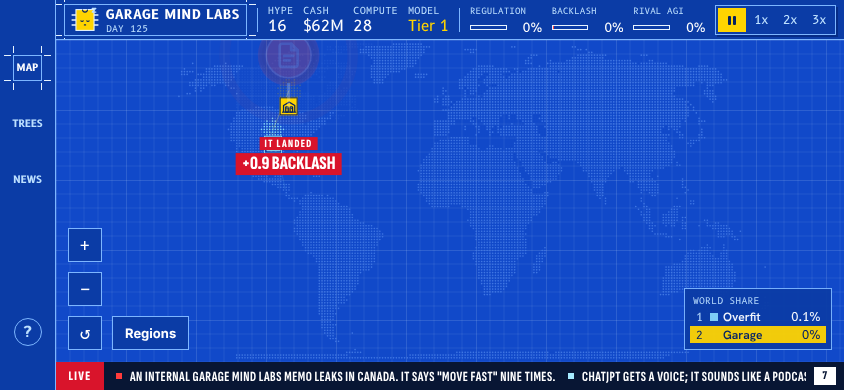 GARAGE MIND LABS
DAY 125
HYPE CASH COMPUTE MODEL
16 $62M 28 Tier 1
REGULATION BACKLASH RIVAL AGI
0% 0% 0%
1x 2x 3x
MAP
TREES
NEWS
IT LANDED
+0.9 BACKLASH
+
−
↺ Regions
?
WORLD SHARE
1 Overfit 0.1%
2 Garage 0%
LIVE AN INTERNAL GARAGE MIND LABS MEMO LEAKS IN CANADA. IT SAYS "MOVE FAST" NINE TIMES. CHATJPT GETS A VOICE; IT SOUNDS LIKE A PODCAS 7